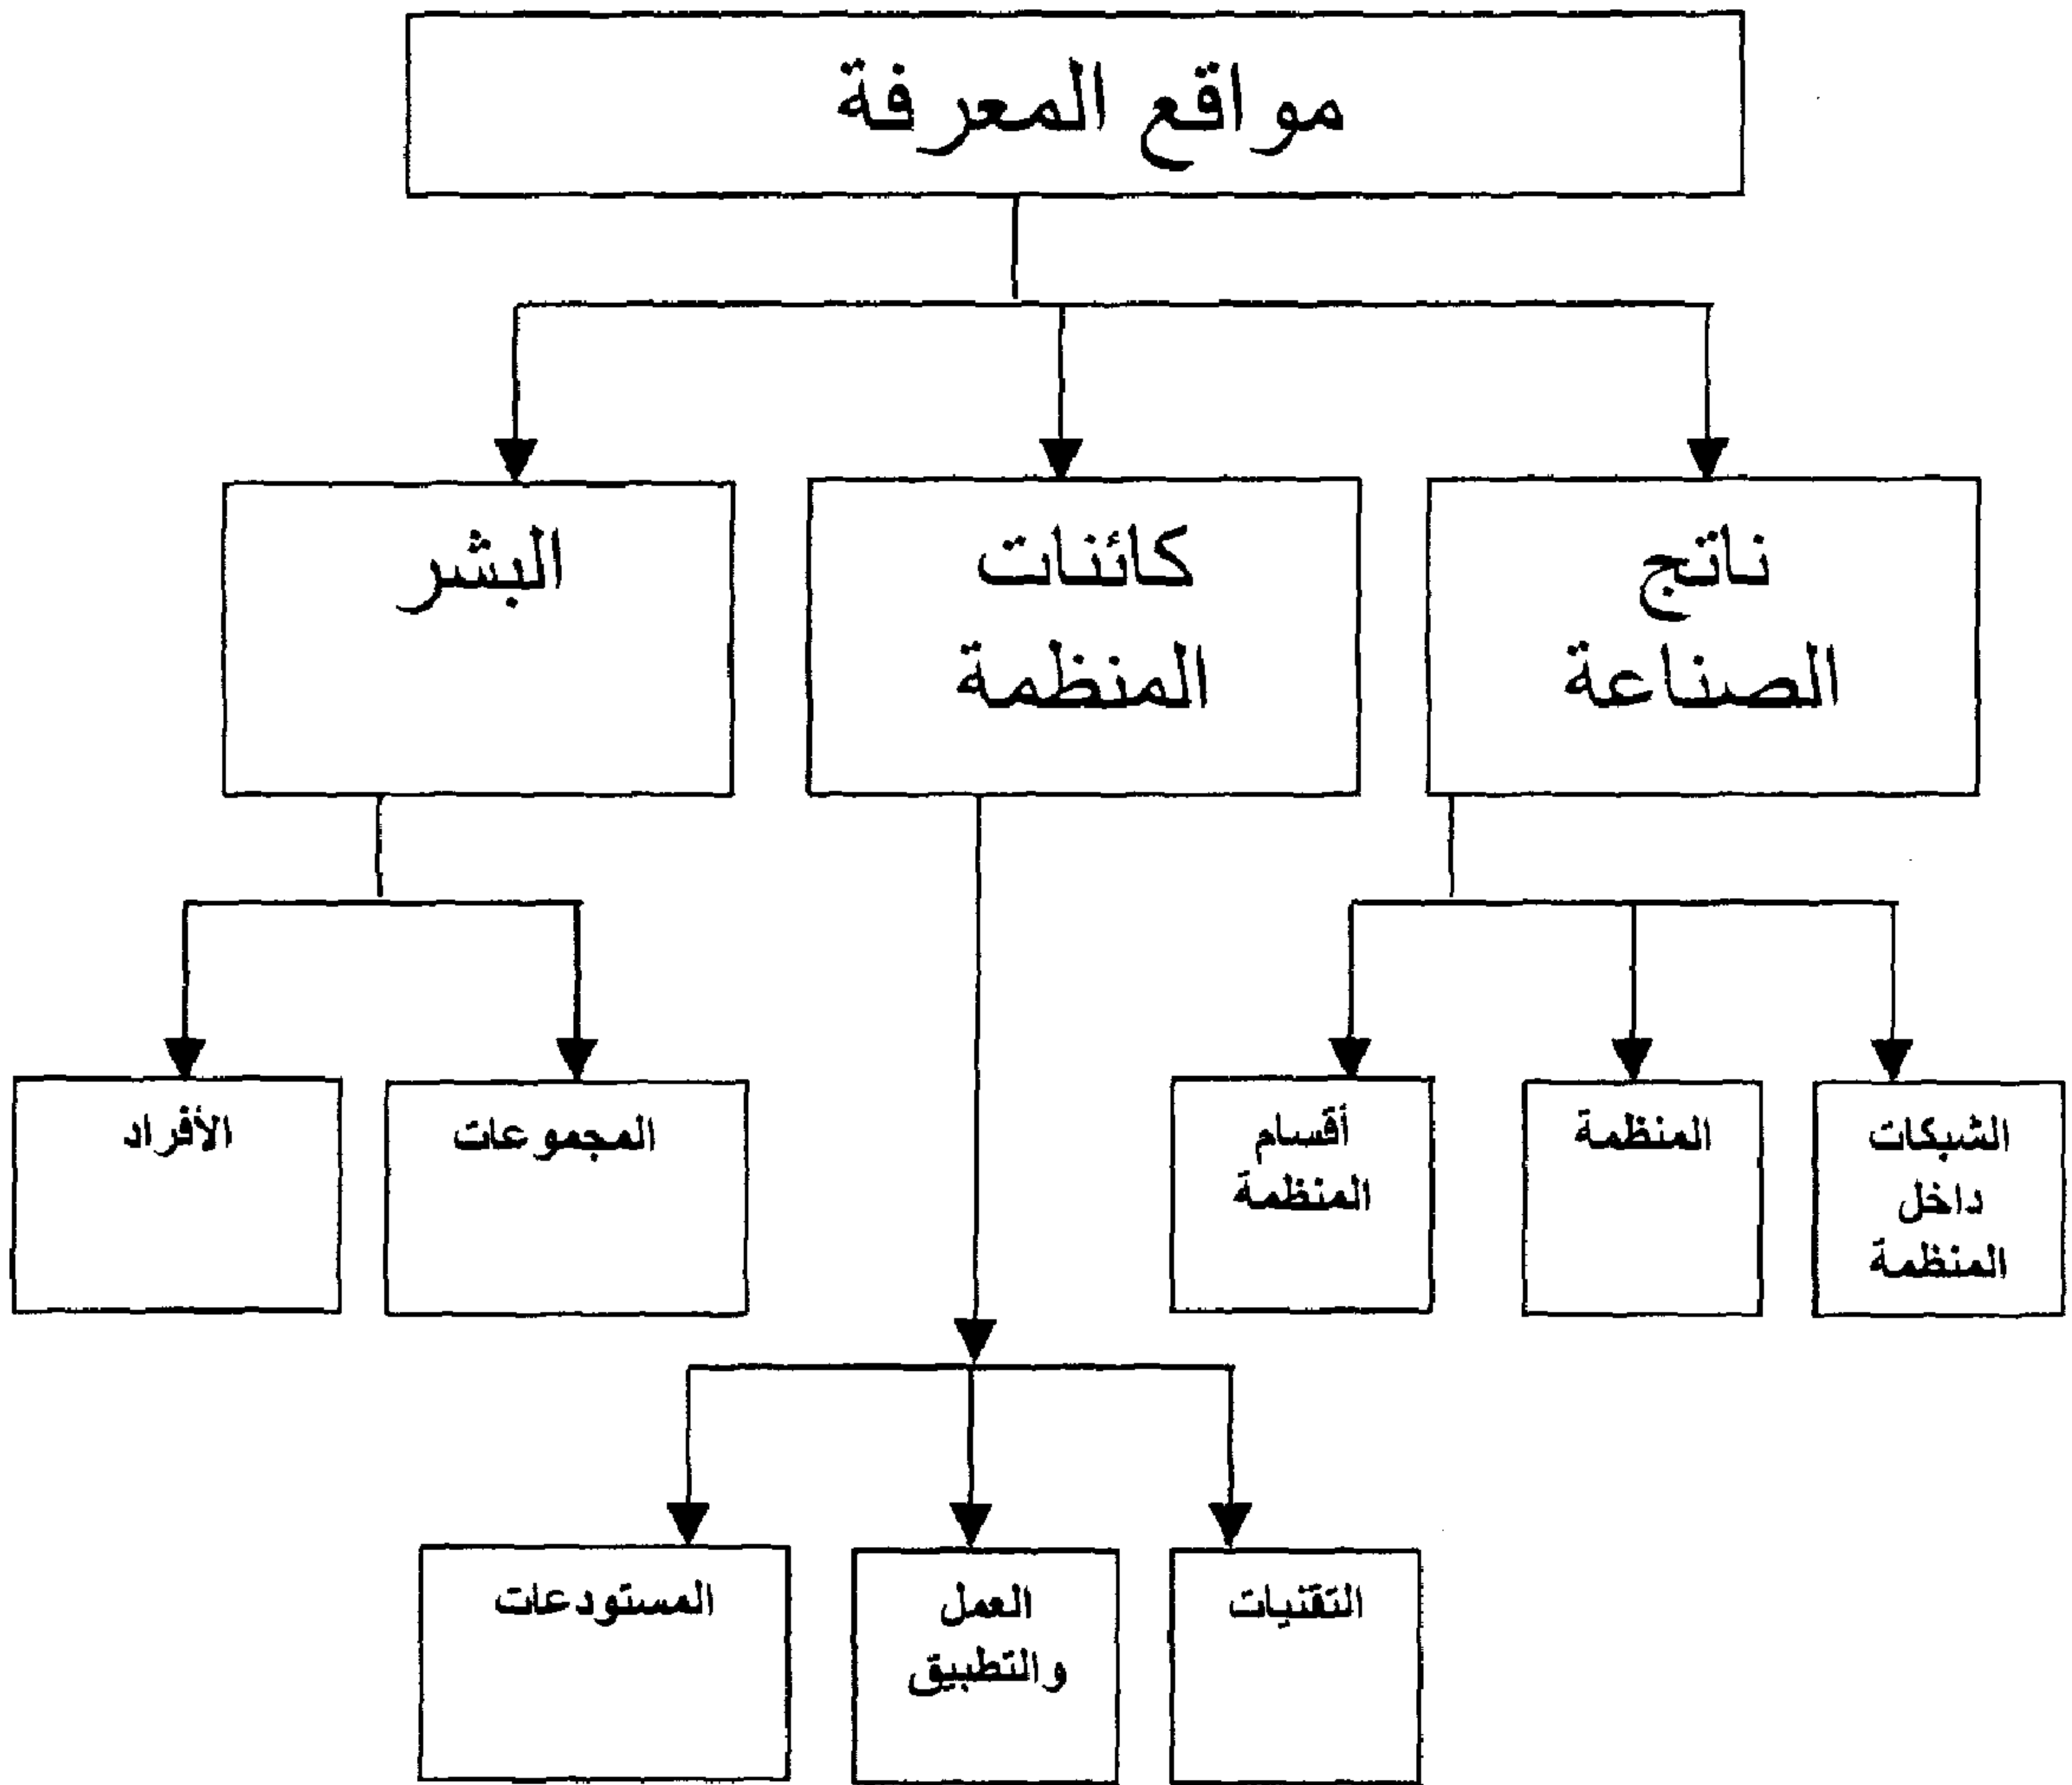 مواقع المعرفة
ناتج
الصناعة
كائنات
المنظمة
البشر
الشبكات
داخل
المنظمة
المنظمة
أقسام
المنظمة
المجموعات
الأفراد
التقنيات
العمل
والتطبيق
المستودعات